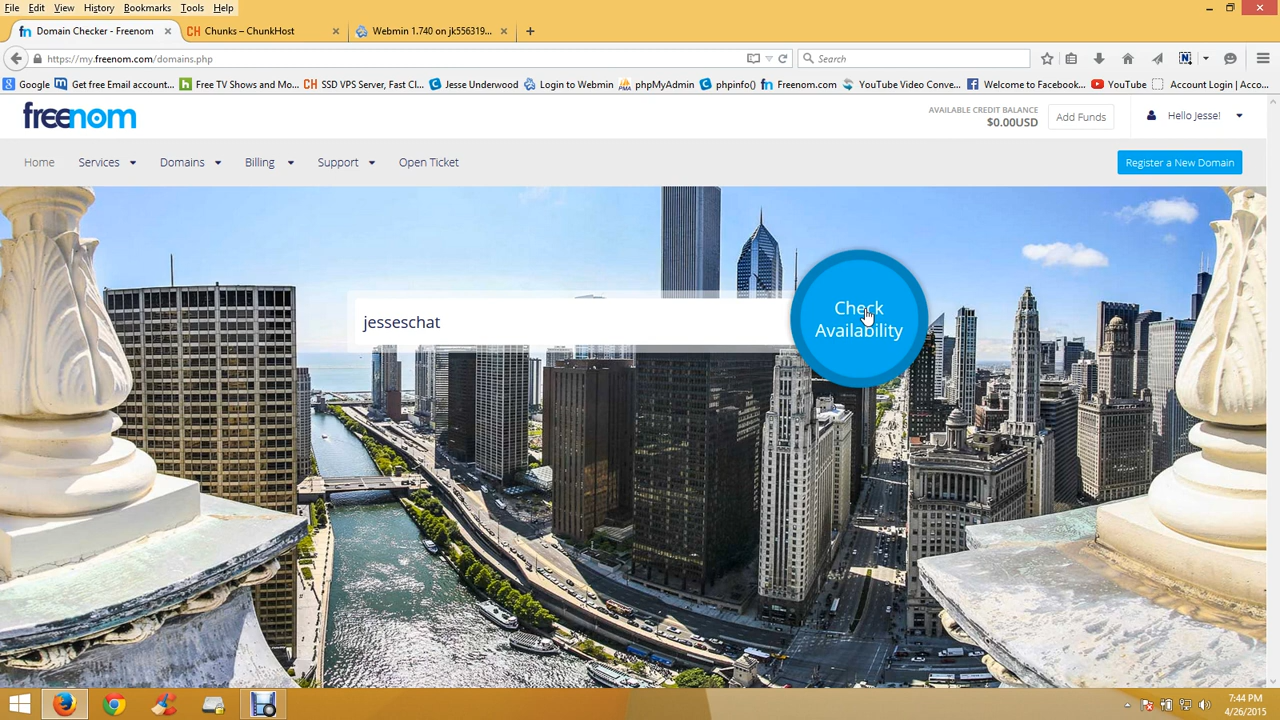 File Edit View History Bookmarks Tools Help
Domain Checker - Freenom
CH Chunks – ChunkHost
Webmin 1.740 on jk556319...
https://my.freenom.com/domains.php
Search
Google
Get free Email account...
Free TV Shows and Mo...
CH SSD VPS Server, Fr Cl...
Jesse Underwood
Login to Webmin
phpMyAdmin
phpinfo()
Freenom.com
YouTube Video Conve...
Welcome to Facebook...
YouTube
Account Login | Acco...
freenom
AVAILABLE CREDIT BALANCE
$0.00USD
Add Funds
Hello Jesse!
Home Services Domains Billing Support Open Ticket
Register a New Domain
jesseschat
Check
Availability
7:44 PM
4/26/2015